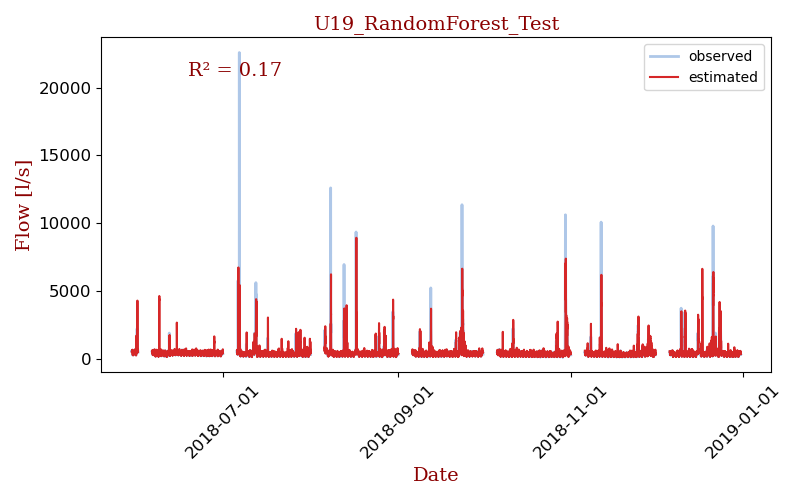 U19_RandomForest_Test
R² = 0.17
observed
estimated
Flow [l/s]
20000
15000
10000
5000
0
2018-07-01
2018-09-01
2018-11-01
2019-01-01
Date